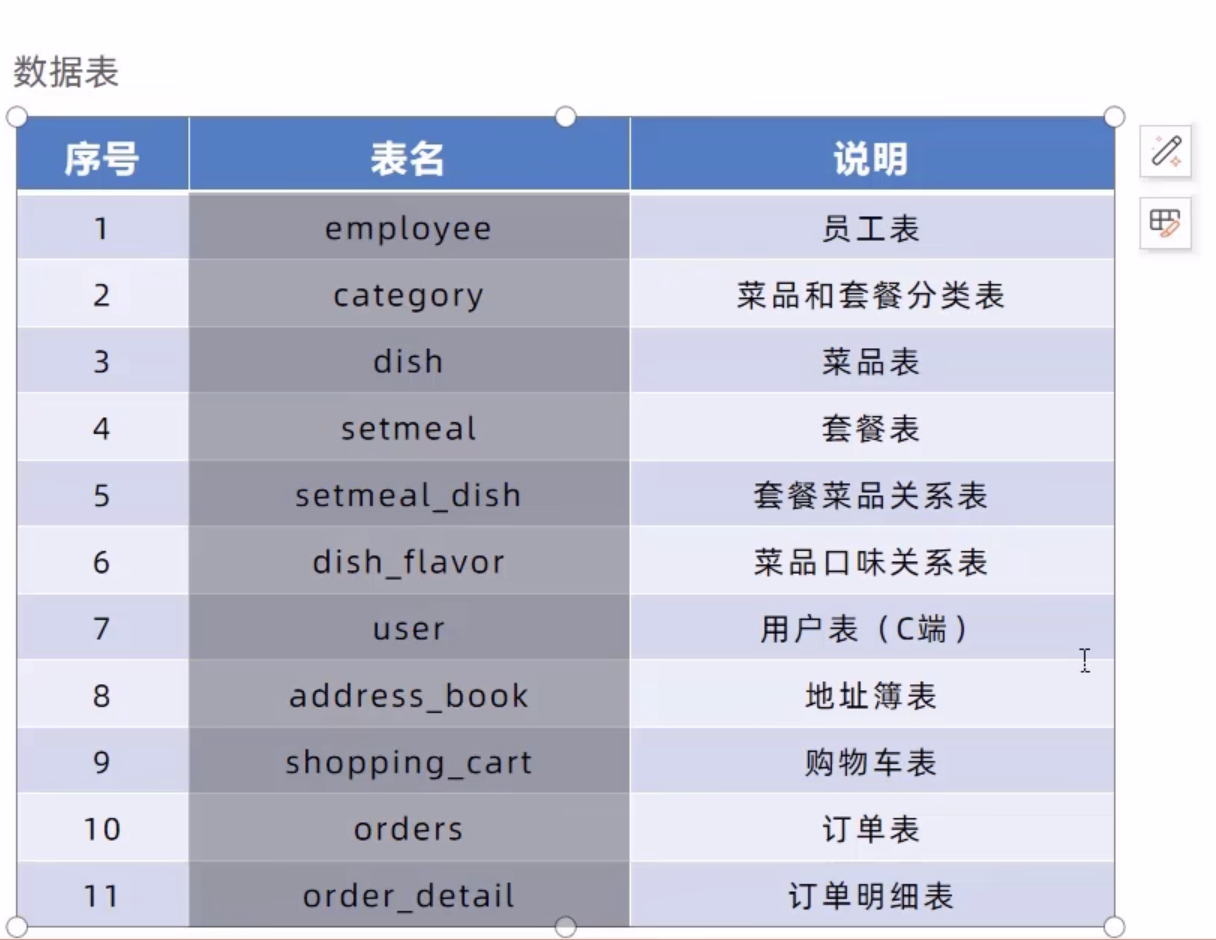 数据表
序号 表名 说明
1 employee 员工表
2 category 菜品和套餐分类表
3 dish 菜品表
4 setmeal 套餐表
5 setmeal_dish 套餐菜品关系表
6 dish_flavor 菜品口味关系表
7 user 用户表（C端）
8 address_book 地址簿表
9 shopping_cart 购物车表
10 orders 订单表
11 order_detail 订单明细表